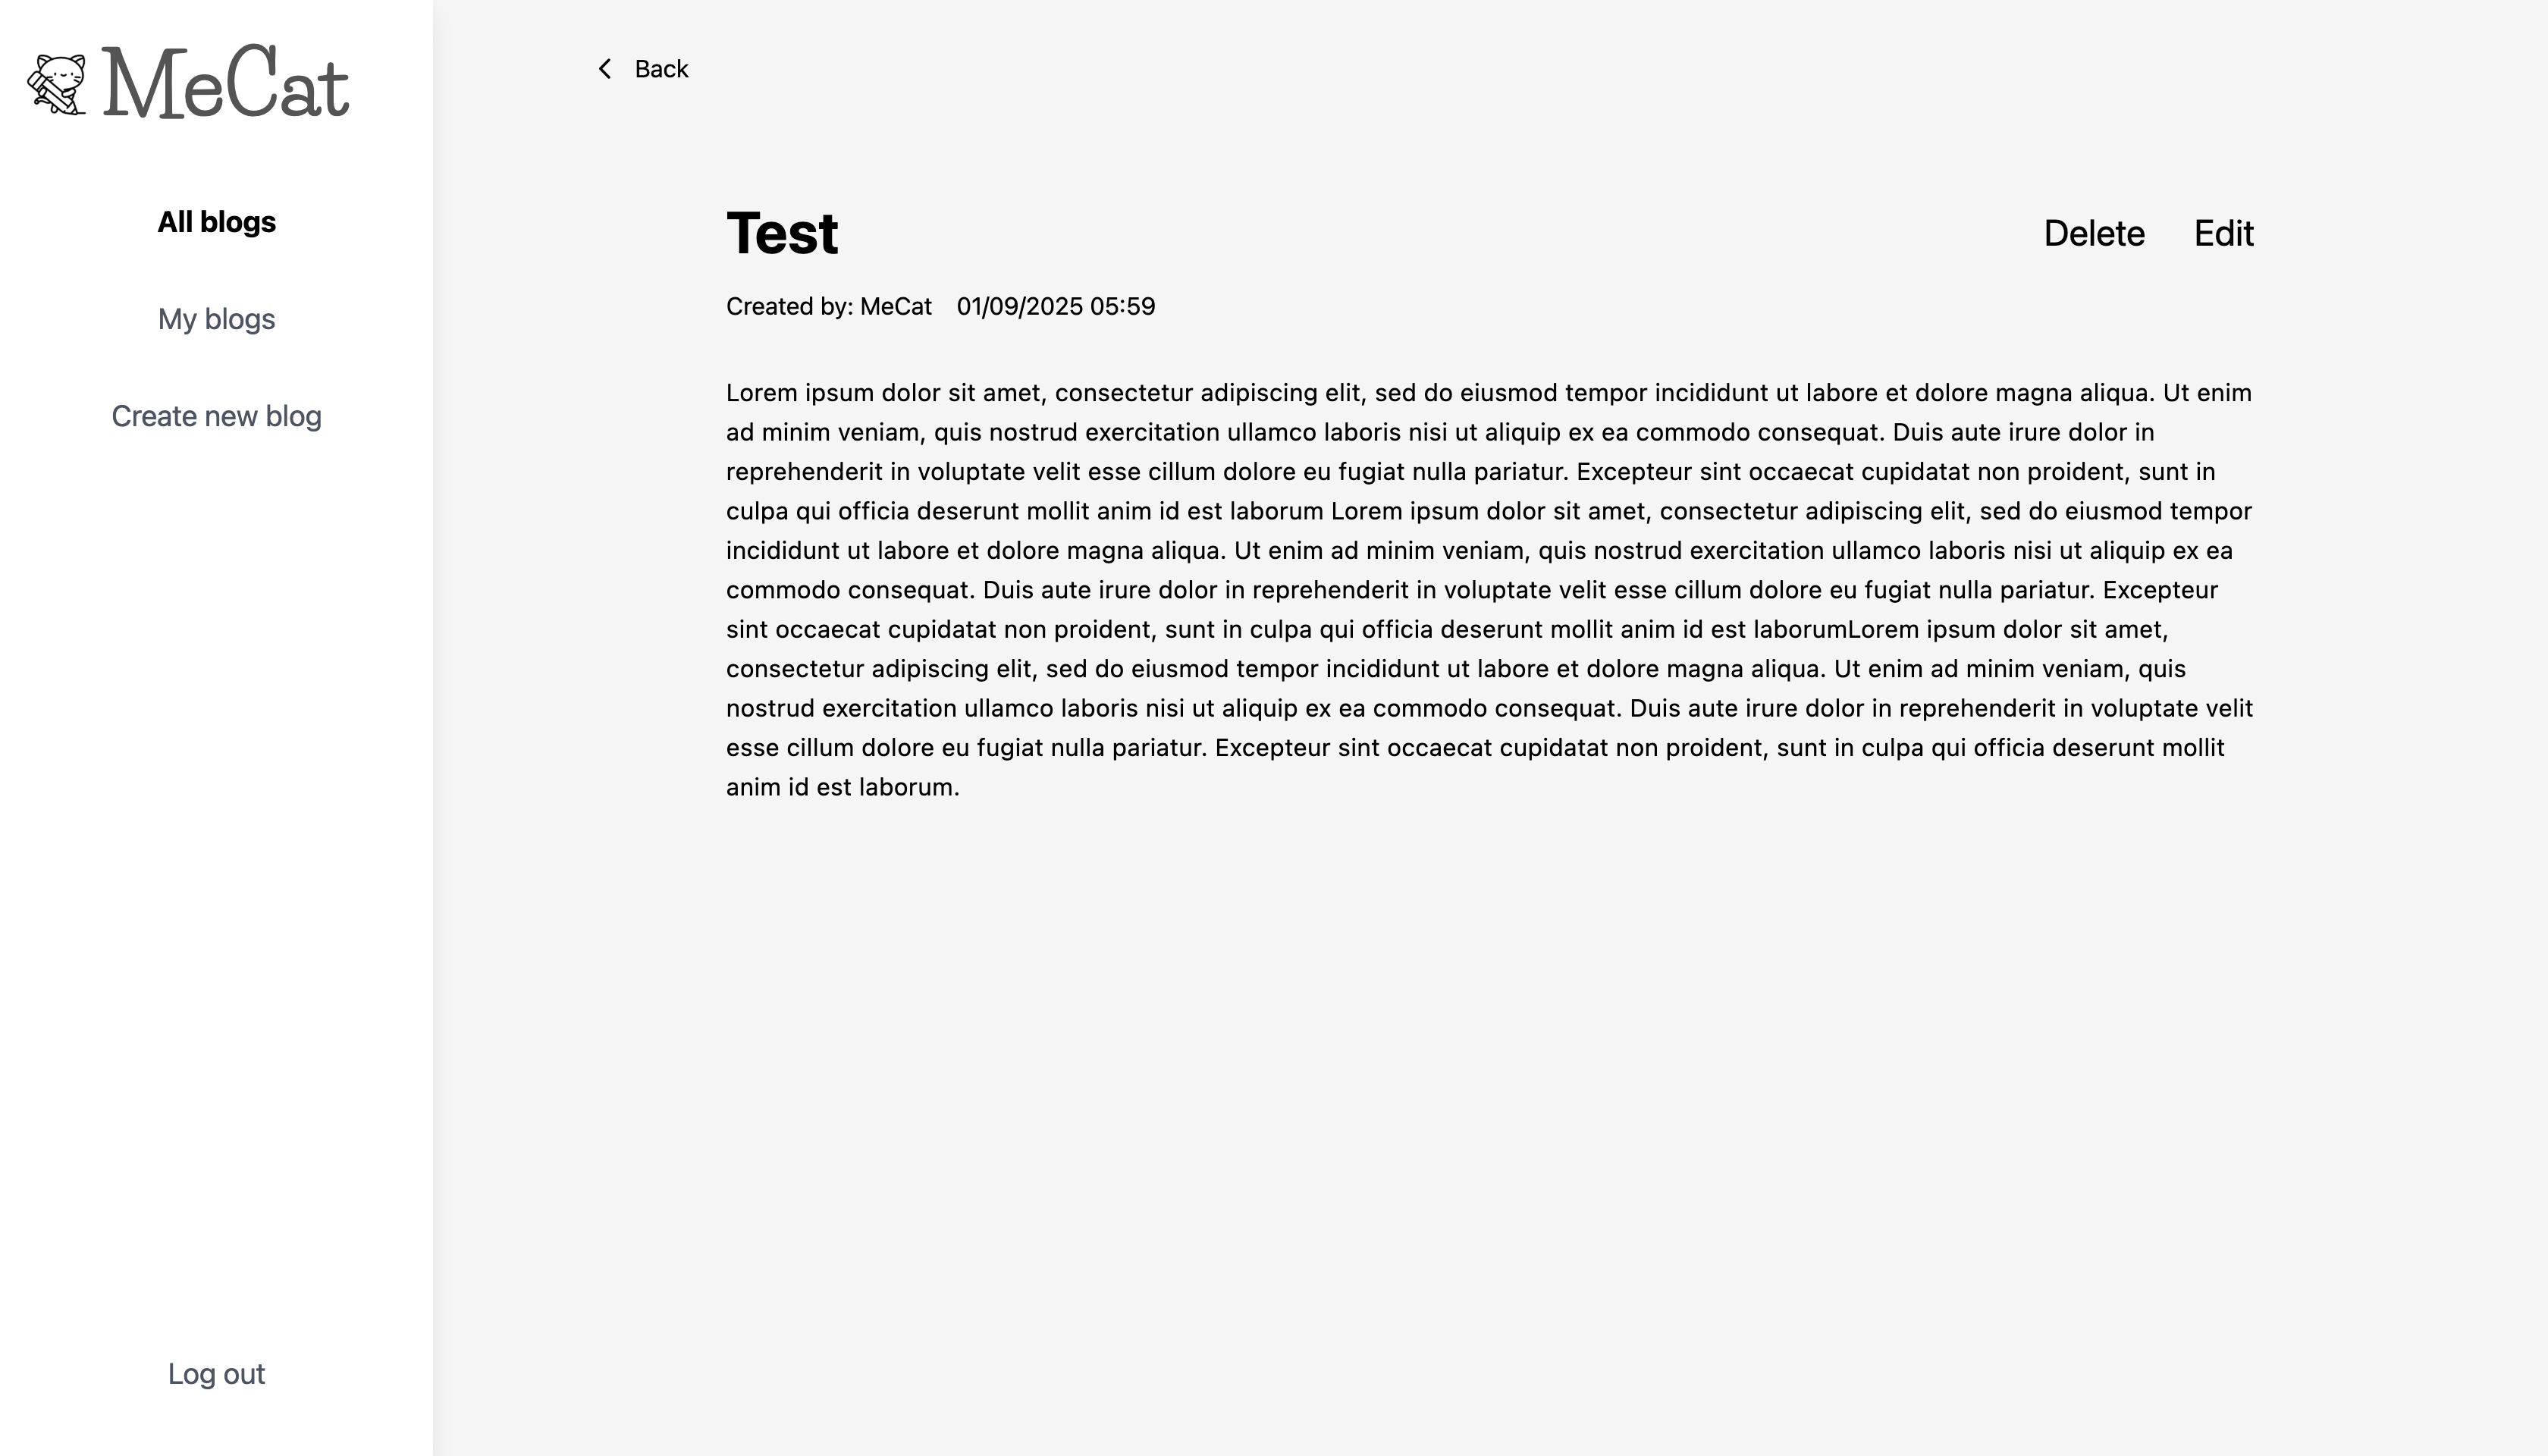 MeCat
All blogs
My blogs
Create new blog
Log out
Back
Test
Delete Edit
Created by: MeCat 01/09/2025 05:59
Lorem ipsum dolor sit amet, consectetur adipiscing elit, sed do eiusmod tempor incididunt ut labore et dolore magna aliqua. Ut enim
ad minim veniam, quis nostrud exercitation ullamco laboris nisi ut aliquip ex ea commodo consequat. Duis aute irure dolor in
reprehenderit in voluptate velit esse cillum dolore eu fugiat nulla pariatur. Excepteur sint occaecat cupidatat non proident, sunt in
culpa qui officia deserunt mollit anim id est laborum Lorem ipsum dolor sit amet, consectetur adipiscing elit, sed do eiusmod tempor
incididunt ut labore et dolore magna aliqua. Ut enim ad minim veniam, quis nostrud exercitation ullamco laboris nisi ut aliquip ex ea
commodo consequat. Duis aute irure dolor in reprehenderit in voluptate velit esse cillum dolore eu fugiat nulla pariatur. Excepteur
sint occaecat cupidatat non proident, sunt in culpa qui officia deserunt mollit anim id est laborumLorem ipsum dolor sit amet,
consectetur adipiscing elit, sed do eiusmod tempor incididunt ut labore et dolore magna aliqua. Ut enim ad minim veniam, quis
nostrud exercitation ullamco laboris nisi ut aliquip ex ea commodo consequat. Duis aute irure dolor in reprehenderit in voluptate velit
esse cillum dolore eu fugiat nulla pariatur. Excepteur sint occaecat cupidatat non proident, sunt in culpa qui officia deserunt mollit
anim id est laborum.